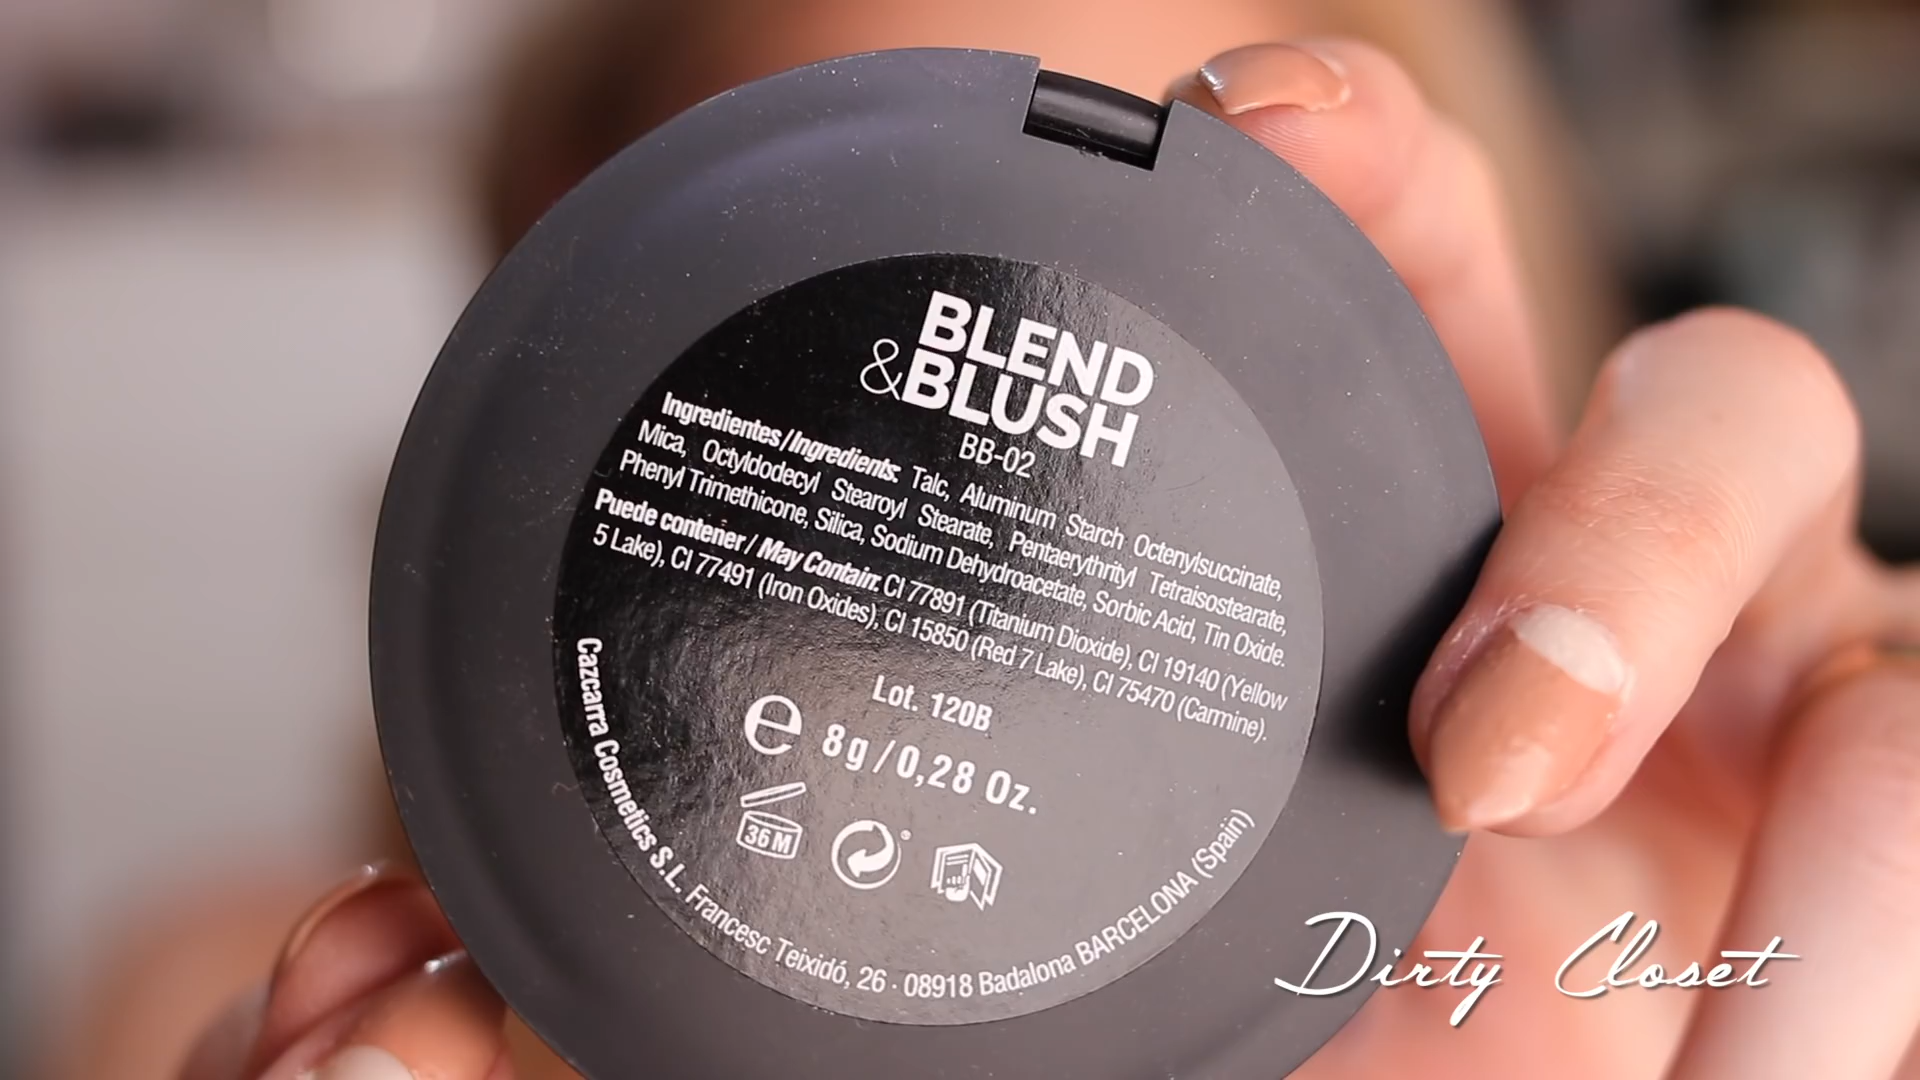 BLEND
&BLUSH
BB-02
Ingredientes / Ingredients: Talc, Aluminum Starch Octenylsuccinate,
Mica, Octyldodecyl Stearoyl Stearate, Pentaerythrityl Tetraisostearate,
Phenyl Trimethicone, Silica, Sodium Dehydroacetate, Sorbic Acid, Tin Oxide.
Puede contener / May Contain: CI 77891 (Titanium Dioxide), CI 19140 (Yellow
5 Lake), CI 77491 (Iron Oxides), CI 15850 (Red 7 Lake), CI 75470 (Carmine).
Lot. 120B
e 8g / 0,28 Oz.
36 M
Cazcarra Cosmetics S.L. Francesc Teixidó, 26 · 08918 Badalona BARCELONA (Spain)
Dirty Closet